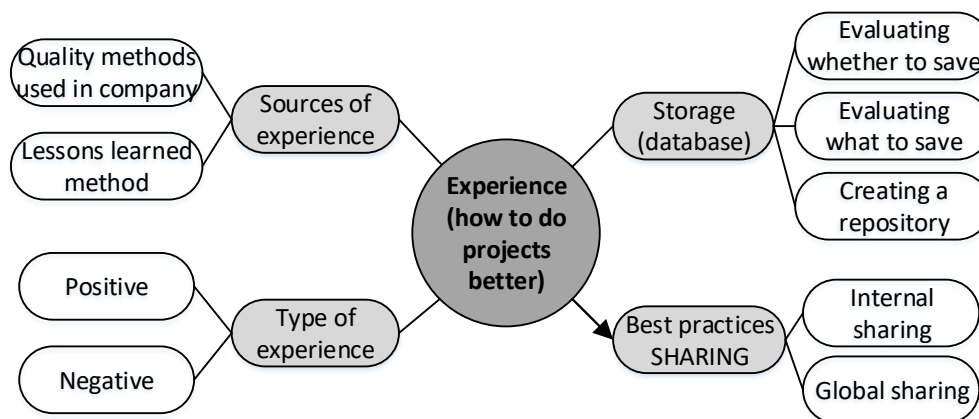 Quality methods
used in company
Lessons learned
method
Sources of
experience
Positive
Negative
Type of
experience
Experience
(how to do
projects
better)
Storage
(database)
Evaluating
whether to save
Evaluating
what to save
Creating a
repository
Best practices
SHARING
Internal
sharing
Global sharing